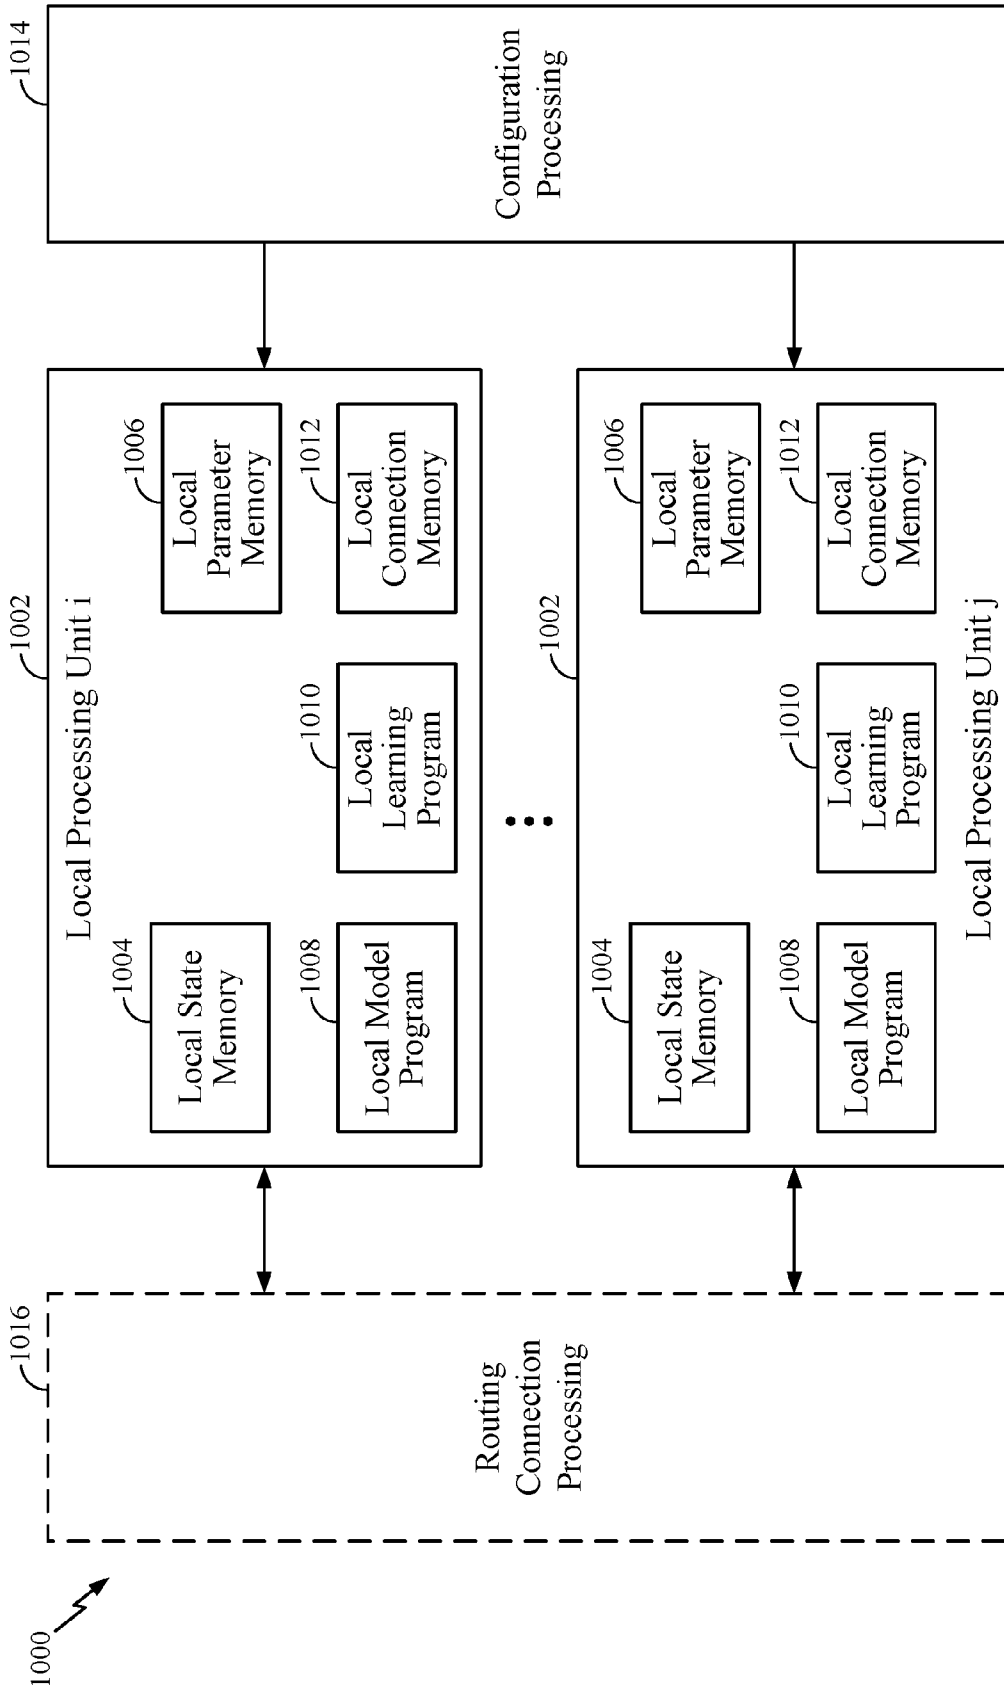 1000
1016
Routing
Connection
Processing
1002
Local Processing Unit i
1004
Local State
Memory
1006
Local
Parameter
Memory
1008
Local Model
Program
1010
Local
Learning
Program
1012
Local
Connection
Memory
1002
1004
Local State
Memory
1006
Local
Parameter
Memory
1008
Local Model
Program
1010
Local
Learning
Program
1012
Local
Connection
Memory
Local Processing Unit j
1014
Configuration
Processing